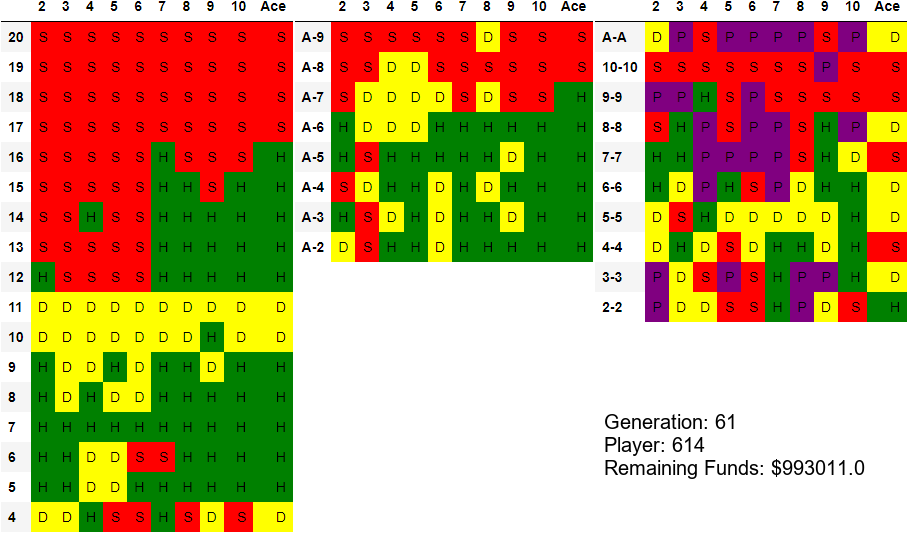 2 3 4 5 6 7 8 9 10 Ace
20 S S S S S S S S S S
19 S S S S S S S S S S
18 S S S S S S S S S S
17 S S S S S S S S S S
16 S S S S S H S S S H
15 S S S S S H H S H H
14 S S H S S H H H H H
13 S S S S S H H H H H
12 H S S S S H H H H H
11 D D D D D D D D D D
10 D D D D D D D H D D
9 H D D H D H H D H H
8 H D H D D H H H H H
7 H H H H H H H H H H
6 H H D D S S H H H H
5 H H D D H H H H H H
4 D D H S S H S D S D
2 3 4 5 6 7 8 9 10 Ace
A-9 S S S S S S D S S S
A-8 S S D D S S S S S S
A-7 S D D D D S D S S H
A-6 H D D D H H H H H H
A-5 H S H H H H H D H H
A-4 S D H H D H D H H H
A-3 H S D H D H H D H H
A-2 D S H H D H H H H H
2 3 4 5 6 7 8 9 10 Ace
A-A D P S P P P P S P D
10-10 S S S S S S S P S S
9-9 P P H S P S S S S S
8-8 S H P S P P S H P D
7-7 H H P P P P S H D S
6-6 H D P H S P D H H D
5-5 D S H D D D D D H D
4-4 D H D S D H H D H S
3-3 P D S P S H P P H D
2-2 P D D S S H P D S H
Generation: 61
Player: 614
Remaining Funds: $993011.0